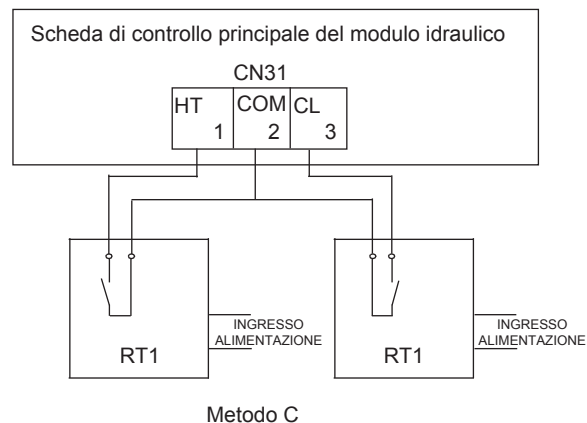 Scheda di controllo principale del modulo idraulico
CN31
HT COM CL
1 2 3
INGRESSO
ALIMENTAZIONE
RT1
INGRESSO
ALIMENTAZIONE
RT1
Metodo C